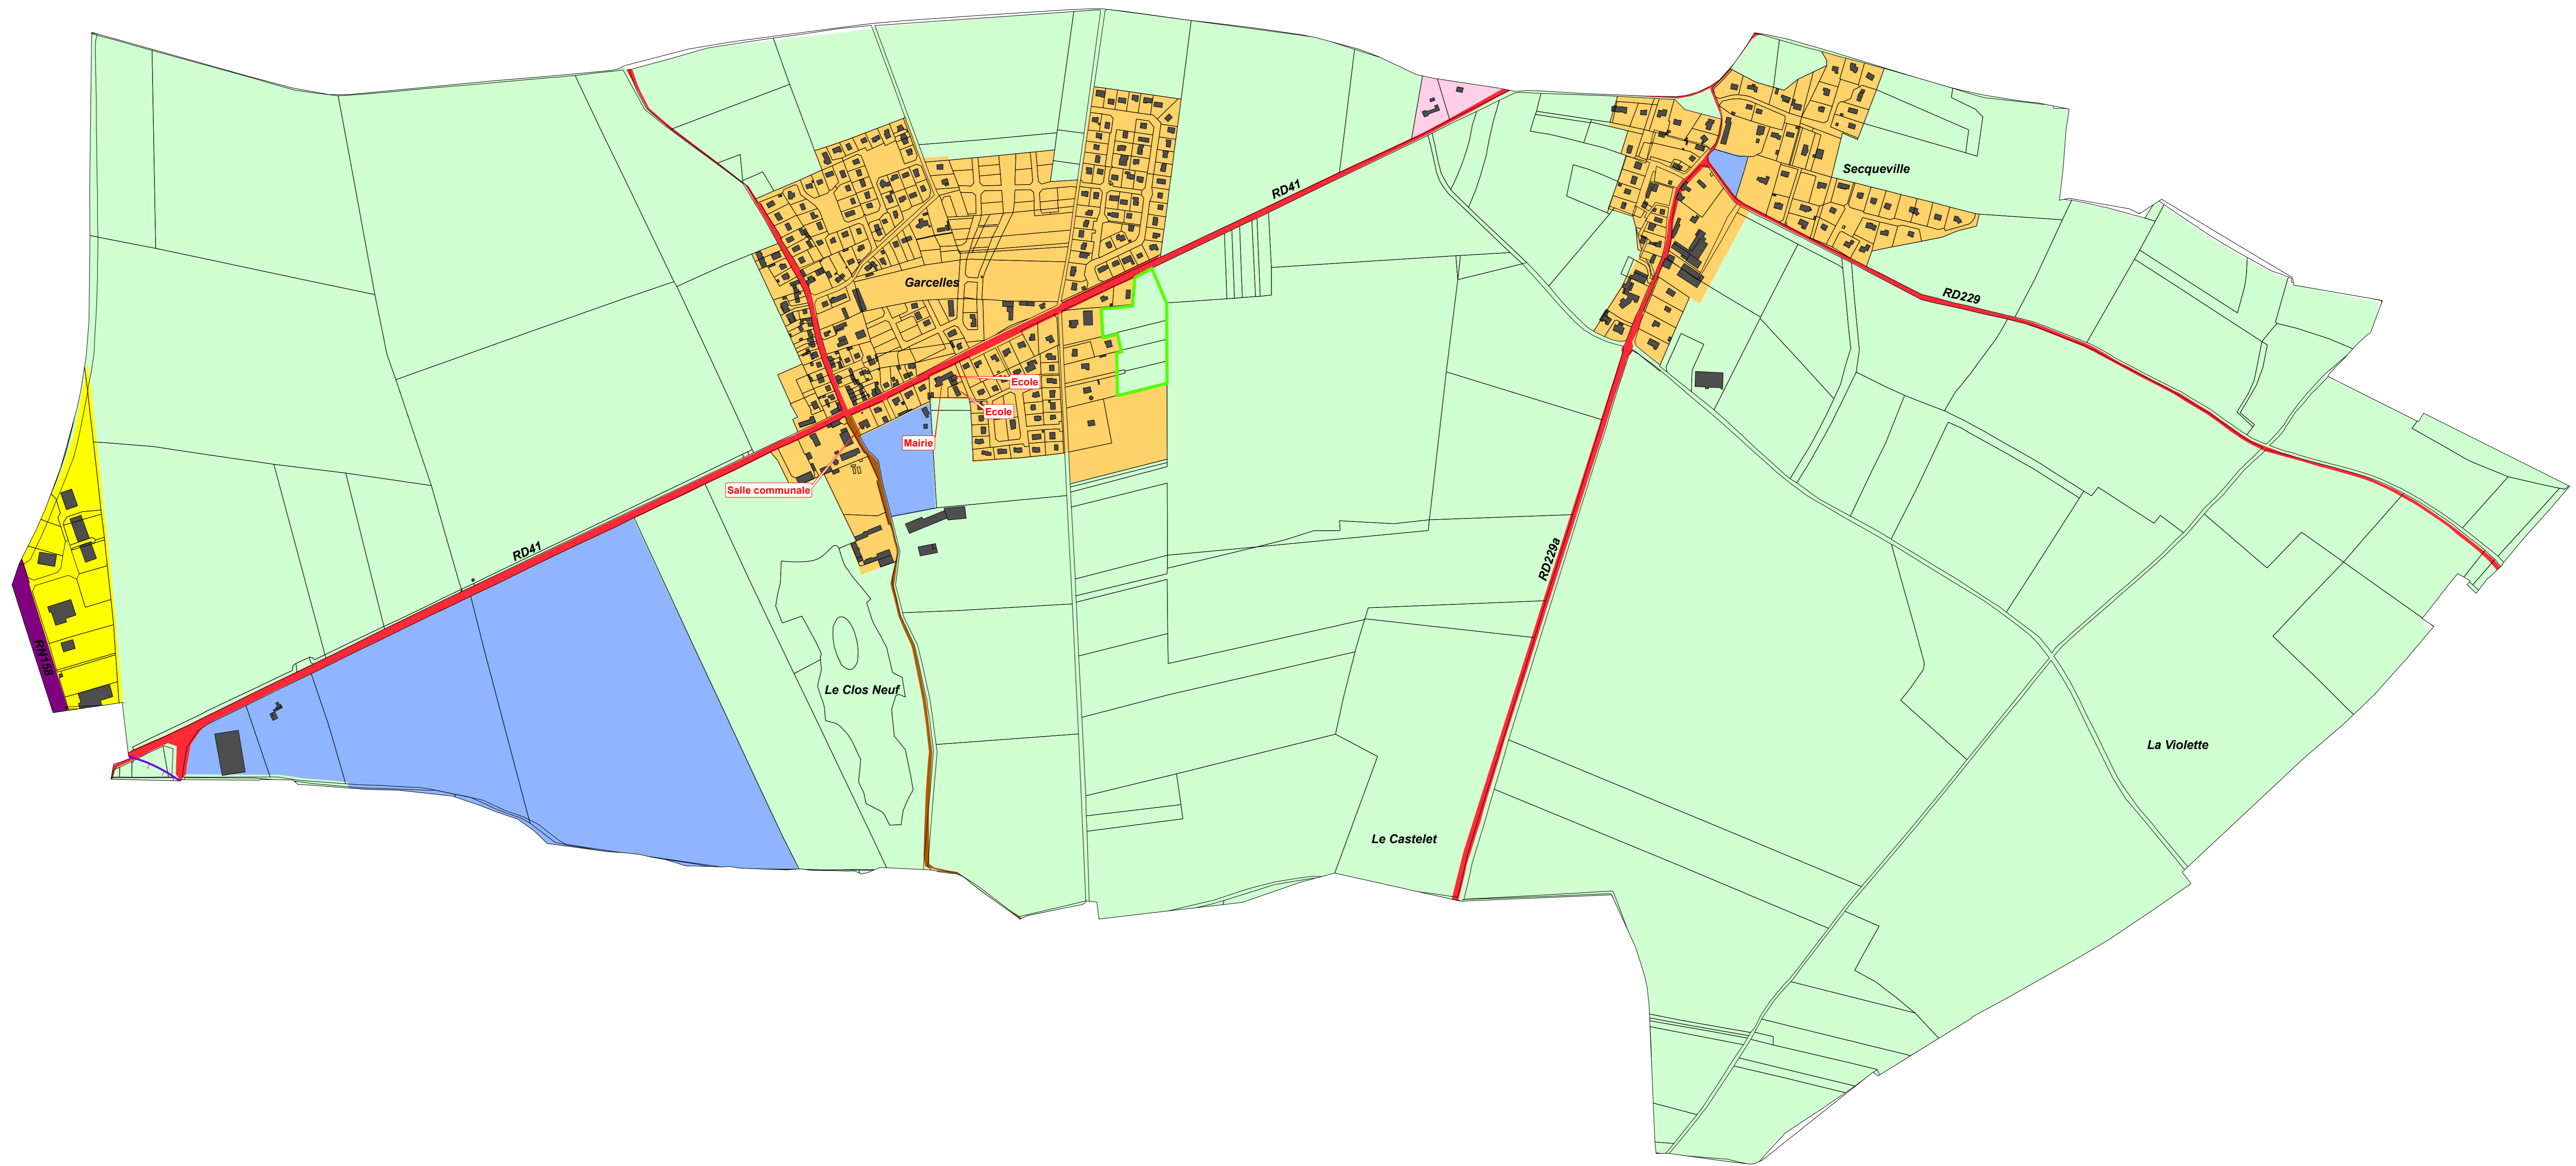 Secqueville
RD41
Garcelles
RD229
Ecole
Ecole
Mairie
Salle communale
RD41
RD229a
RN158
Le Clos Neuf
La Violette
Le Castelet